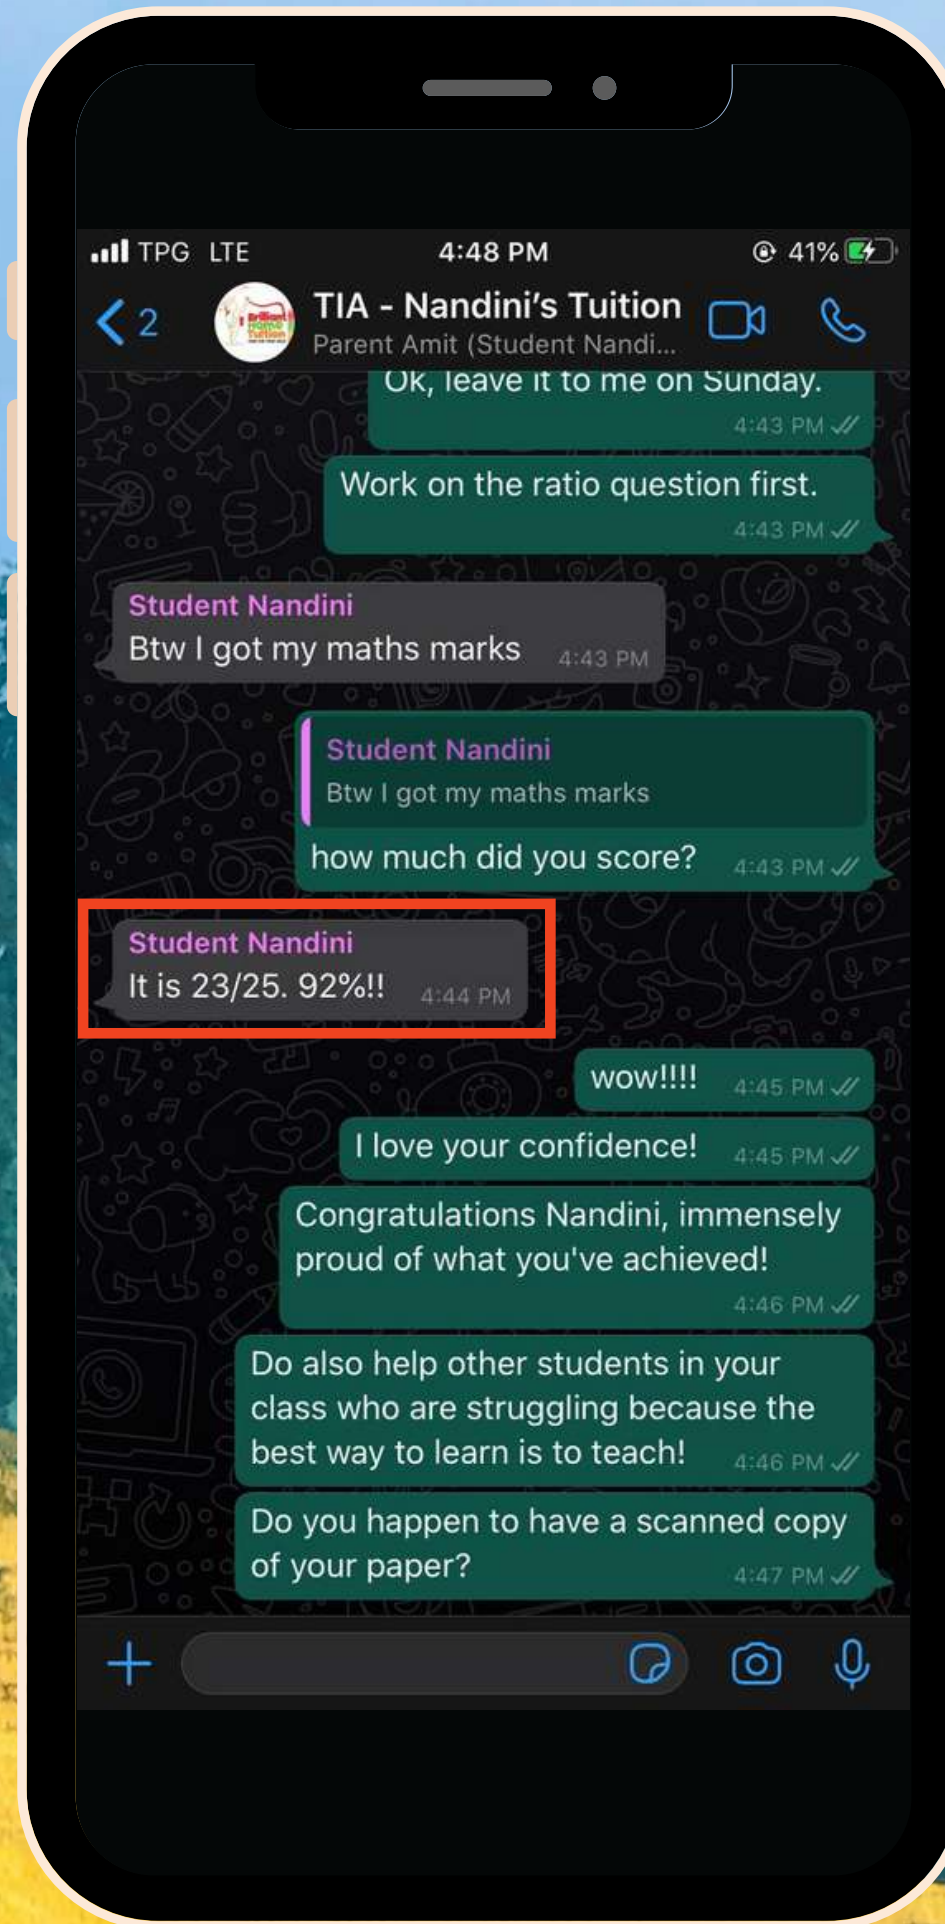 TPG LTE 4:48 PM 41%
2 TIA - Nandini’s Tuition
Brilliant
Home
Tuition
Parent Amit (Student Nandi...
Ok, leave it to me on Sunday.
4:43 PM
Work on the ratio question first.
4:43 PM
Student Nandini
Btw I got my maths marks 4:43 PM
Student Nandini
Btw I got my maths marks
how much did you score? 4:43 PM
Student Nandini
It is 23/25. 92%!! 4:44 PM
wow!!!! 4:45 PM
I love your confidence! 4:45 PM
Congratulations Nandini, immensely
proud of what you've achieved!
4:46 PM
Do also help other students in your
class who are struggling because the
best way to learn is to teach! 4:46 PM
Do you happen to have a scanned copy
of your paper? 4:47 PM